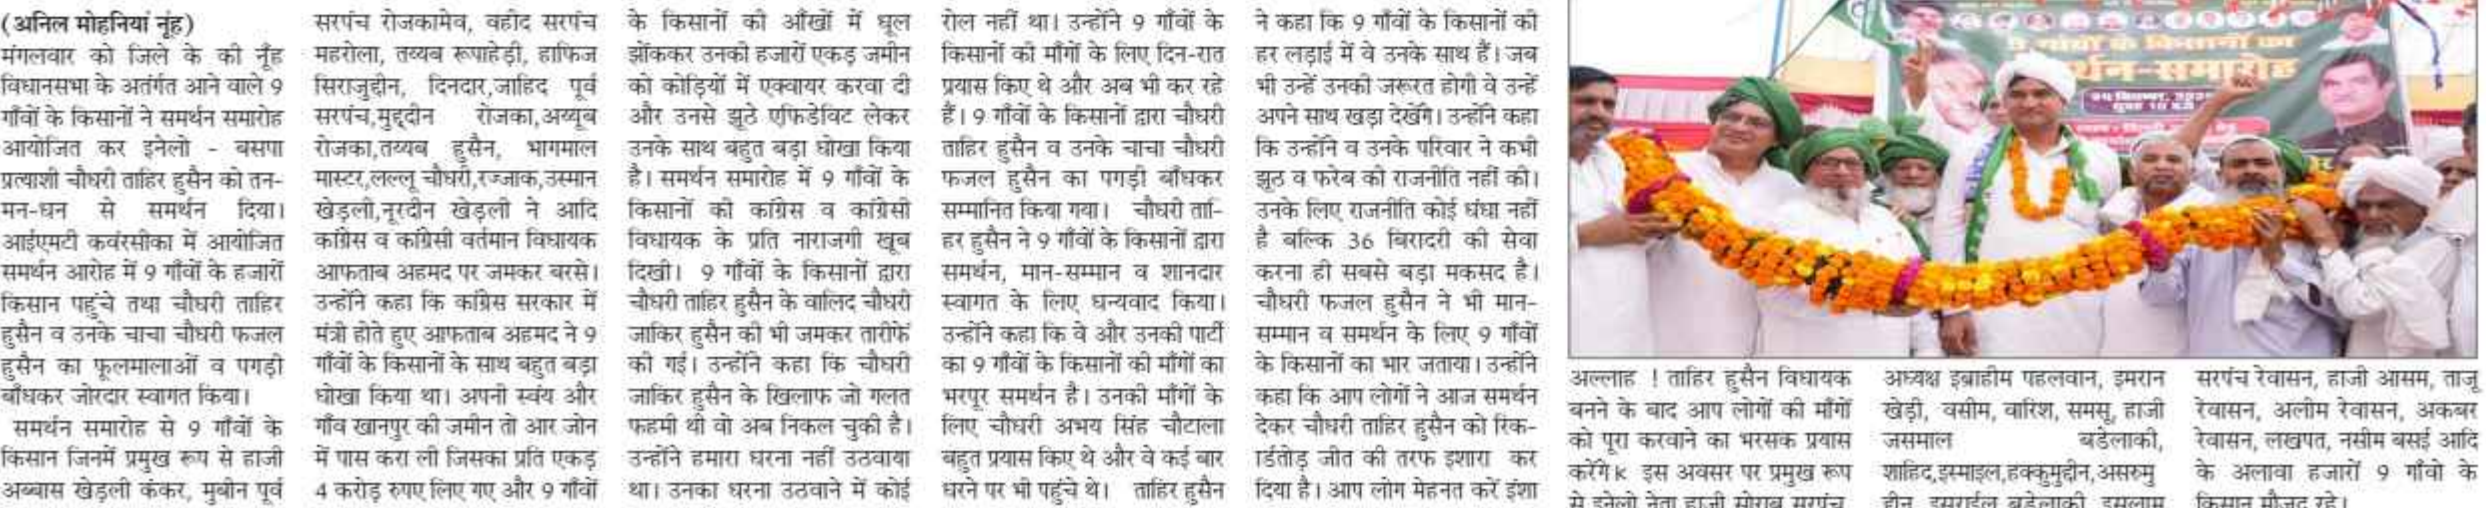 (अनिल मोहनियां नूंह)
मंगलवार को जिले के की नूँह
विधानसभा के अतंर्गत आने वाले 9
गाँवों के किसानों ने समर्थन समारोह
आयोजित कर इनेलो - बसपा
प्रत्याशी चौधरी ताहिर हुसैन को तन-
मन-धन से समर्थन दिया।
आईएमटी कवंरसीका में आयोजित
समर्थन आरोह में 9 गाँवों के हजारों
किसान पहुंचे तथा चौधरी ताहिर
हुसैन व उनके चाचा चौधरी फजल
हुसैन का फूलमालाओं व पगड़ी
बाँधकर जोरदार स्वागत किया।
समर्थन समारोह से 9 गाँवों के
किसान जिनमें प्रमुख रूप से हाजी
अब्बास खेड़ली कंकर, मुबीन पूर्व
सरपंच रोजकामेव, वहीद सरपंच
महरोला, तय्यब रूपाहेड़ी, हाफिज
सिराजुद्दीन, दिनदार,जाहिद पूर्व
सरपंच,मुद्दीन रोजका,अय्यूब
रोजका,तय्यब हुसैन, भागमाल
मास्टर,लल्लू चौधरी,रज्जाक,उस्मान
खेड़ली,नूरदीन खेड़ली ने आदि
कांग्रेस व कांग्रेसी वर्तमान विधायक
आफताब अहमद पर जमकर बरसे।
उन्होंने कहा कि कांग्रेस सरकार में
मंत्री होते हुए आफताब अहमद ने 9
गाँवों के किसानों के साथ बहुत बड़ा
धोखा किया था। अपनी स्वंय और
गाँव खानपुर की जमीन तो आर जोन
में पास करा ली जिसका प्रति एकड़
4 करोड़ रुपए लिए गए और 9 गाँवों
के किसानों की आँखों में धूल
झोंककर उनकी हजारों एकड़ जमीन
को कोड़ियों में एक्वायर करवा दी
और उनसे झूठे एफिडेविट लेकर
उनके साथ बहुत बड़ा धोखा किया
है। समर्थन समारोह में 9 गाँवों के
किसानों की कांग्रेस व कांग्रेसी
विधायक के प्रति नाराजगी खूब
दिखी। 9 गाँवों के किसानों द्वारा
चौधरी ताहिर हुसैन के वालिद चौधरी
जाकिर हुसैन की भी जमकर तारीफें
की गई। उन्होंने कहा कि चौधरी
जाकिर हुसैन के खिलाफ जो गलत
फहमी थी वो अब निकल चुकी है।
उन्होंने हमारा धरना नहीं उठवाया
था। उनका धरना उठवाने में कोई
रोल नहीं था। उन्होंने 9 गाँवों के
किसानों की माँगों के लिए दिन-रात
प्रयास किए थे और अब भी कर रहे
हैं। 9 गाँवों के किसानों द्वारा चौधरी
ताहिर हुसैन व उनके चाचा चौधरी
फजल हुसैन का पगड़ी बाँधकर
सम्मानित किया गया। चौधरी ता-
हिर हुसैन ने 9 गाँवों के किसानों द्वारा
समर्थन, मान-सम्मान व शानदार
स्वागत के लिए धन्यवाद किया।
उन्होंने कहा कि वे और उनकी पार्टी
का 9 गाँवों के किसानों की माँगों का
भरपूर समर्थन है। उनकी माँगों के
लिए चौधरी अभय सिंह चौटाला
बहुत प्रयास किए थे और वे कई बार
धरने पर भी पहुंचे थे। ताहिर हुसैन
ने कहा कि 9 गाँवों के किसानों की
हर लड़ाई में वे उनके साथ हैं। जब
भी उन्हें उनकी जरूरत होगी वे उन्हें
अपने साथ खड़ा देखेंगे। उन्होंने कहा
कि उन्होंने व उनके परिवार ने कभी
झूठ व फरेब की राजनीति नहीं की।
उनके लिए राजनीति कोई धंधा नहीं
है बल्कि 36 बिरादरी की सेवा
करना ही सबसे बड़ा मकसद है।
चौधरी फजल हुसैन ने भी मान-
सम्मान व समर्थन के लिए 9 गाँवों
के किसानों का भार जताया। उन्होंने
कहा कि आप लोगों ने आज समर्थन
देकर चौधरी ताहिर हुसैन को रिक-
ार्डतोड़ जीत की तरफ इशारा कर
दिया है। आप लोग मेहनत करें इंशा
9 गांवों के किसानों का
समर्थन-समारोह
अल्लाह ! ताहिर हुसैन विधायक
बनने के बाद आप लोगों की माँगों
को पूरा करवाने का भरसक प्रयास
करेंगेk इस अवसर पर प्रमुख रूप
से इनेलो नेता हाजी सोराब सरपंच,
अध्यक्ष इब्राहीम पहलवान, इमरान
खेड़ी, वसीम, वारिश, समसू, हाजी
जसमाल बडेलाकी,
शाहिद,इस्माइल,हक्कुमुद्दीन,असरुमु
द्दीन, इसराईल बडेलाकी, इसलाम
सरपंच रेवासन, हाजी आसम, ताजू
रेवासन, अलीम रेवासन, अकबर
रेवासन, लखपत, नसीम बसई आदि
के अलावा हजारों 9 गाँवो के
किसान मौजूद रहे।